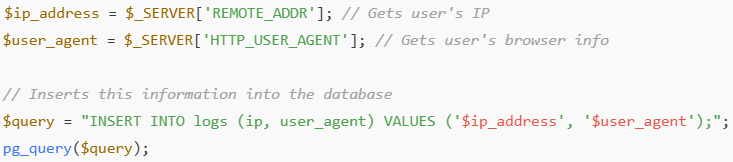 $ip_address = $_SERVER['REMOTE_ADDR']; // Gets user's IP
$user_agent = $_SERVER['HTTP_USER_AGENT']; // Gets user's browser info
// Inserts this information into the database
$query = "INSERT INTO logs (ip, user_agent) VALUES ('$ip_address', '$user_agent');";
pg_query($query);